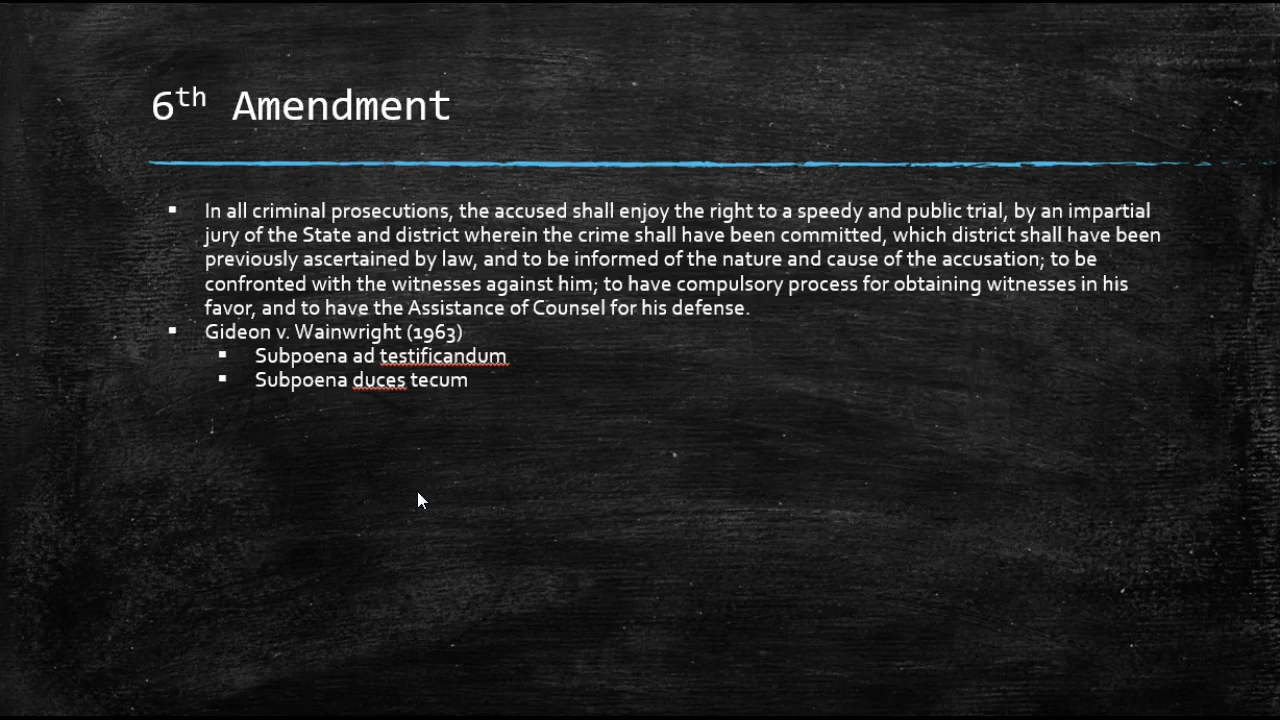 6th Amendment
▪ In all criminal prosecutions, the accused shall enjoy the right to a speedy and public trial, by an impartial
jury of the State and district wherein the crime shall have been committed, which district shall have been
previously ascertained by law, and to be informed of the nature and cause of the accusation; to be
confronted with the witnesses against him; to have compulsory process for obtaining witnesses in his
favor, and to have the Assistance of Counsel for his defense.
▪ Gideon v. Wainwright (1963)
▪ Subpoena ad testificandum
▪ Subpoena duces tecum